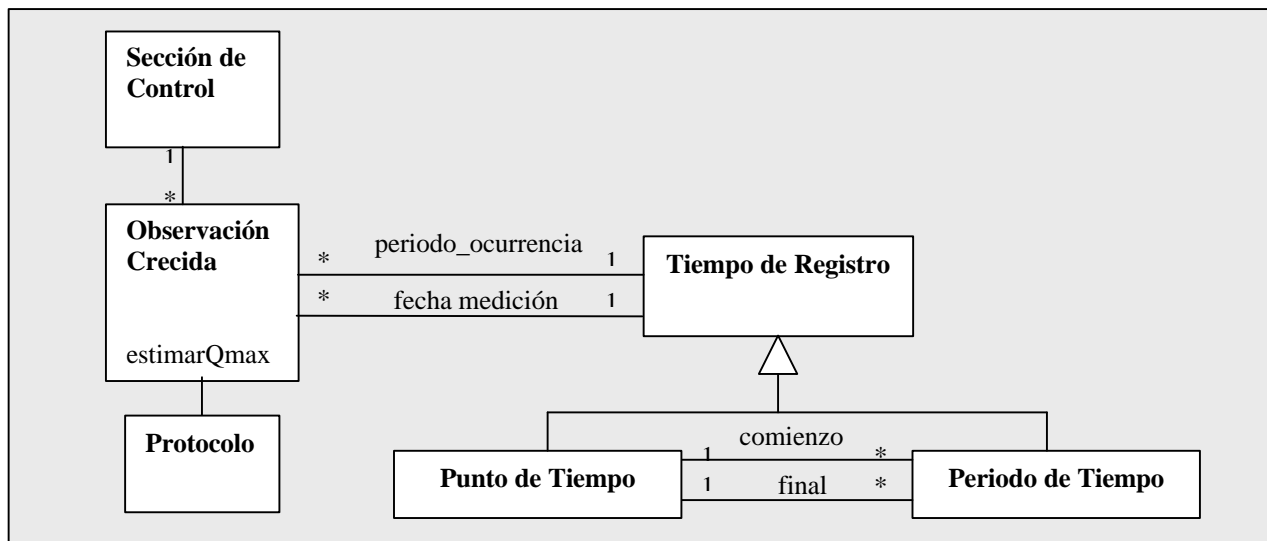 Sección de
Control
1
*
Observación
Crecida
estimarQmax
Protocolo
* periodo_ocurrencia 1
* fecha medición 1
Tiempo de Registro
comienzo
1 *
1 final *
Punto de Tiempo
Periodo de Tiempo